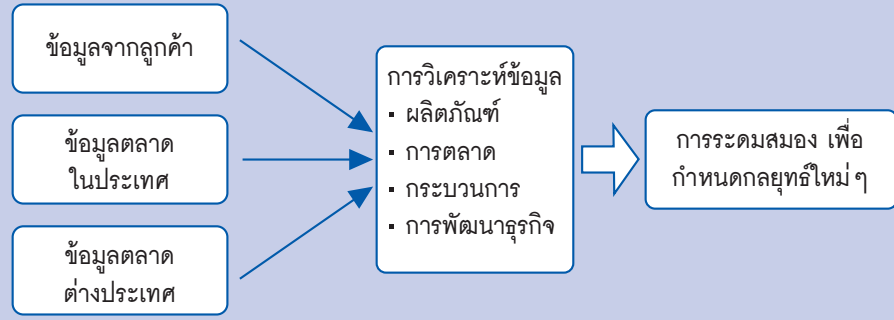 ข้อมูลจากลูกค้า
ข้อมูลตลาด
ในประเทศ
ข้อมูลตลาด
ต่างประเทศ
การวิเคราะห์ข้อมูล
▪ ผลิตภัณฑ์
▪ การตลาด
▪ กระบวนการ
▪ การพัฒนาธุรกิจ
การระดมสมอง เพื่อ
กำหนดกลยุทธ์ใหม่ๆ